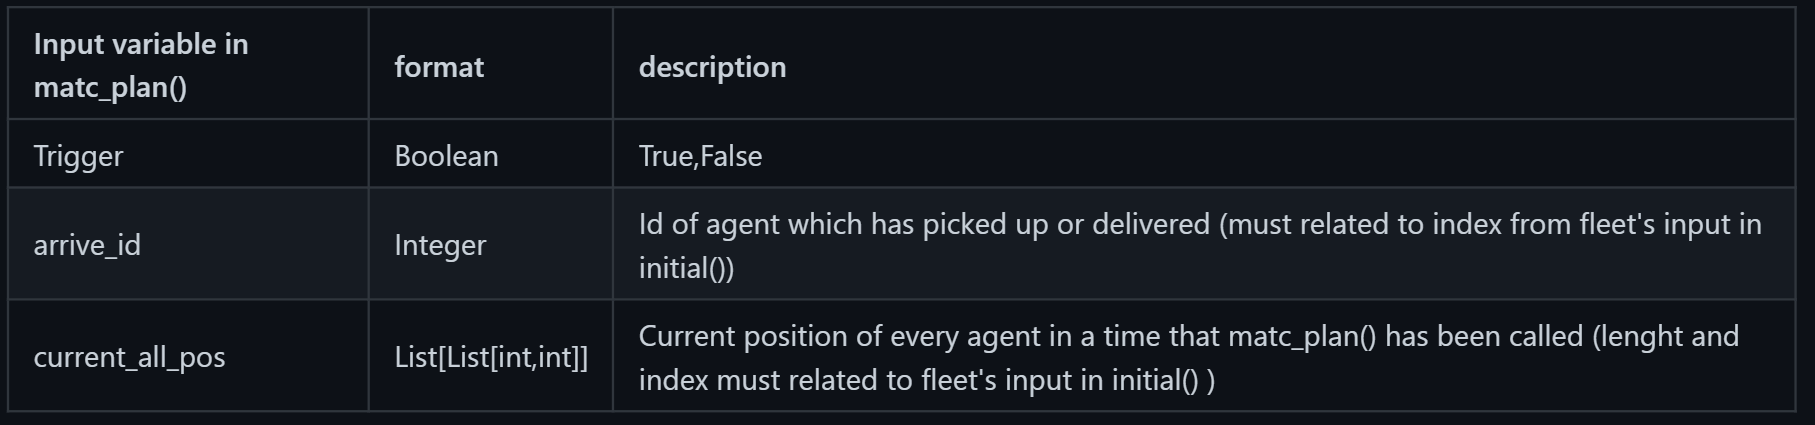 Input variable in
matc_plan()
format
description
Trigger
Boolean
True,False
arrive_id
Integer
Id of agent which has picked up or delivered (must related to index from fleet's input in
initial())
current_all_pos
List[List[int,int]]
Current position of every agent in a time that matc_plan() has been called (lenght and
index must related to fleet's input in initial() )